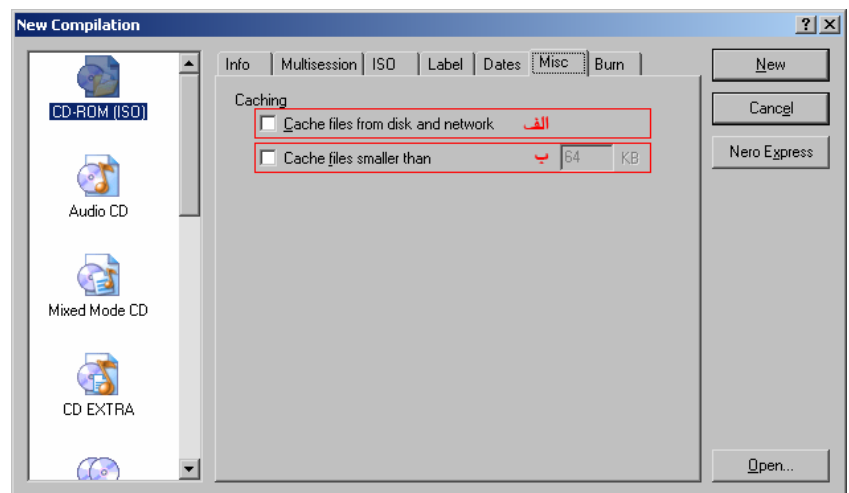 New Compilation
CD-ROM (ISO)
Audio CD
Mixed Mode CD
CD EXTRA
Info Multisession ISO Label Dates Misc Burn
Caching
Cache files from disk and network الف
Cache files smaller than ب 64 KB
New
Cancel
Nero Express
Open...